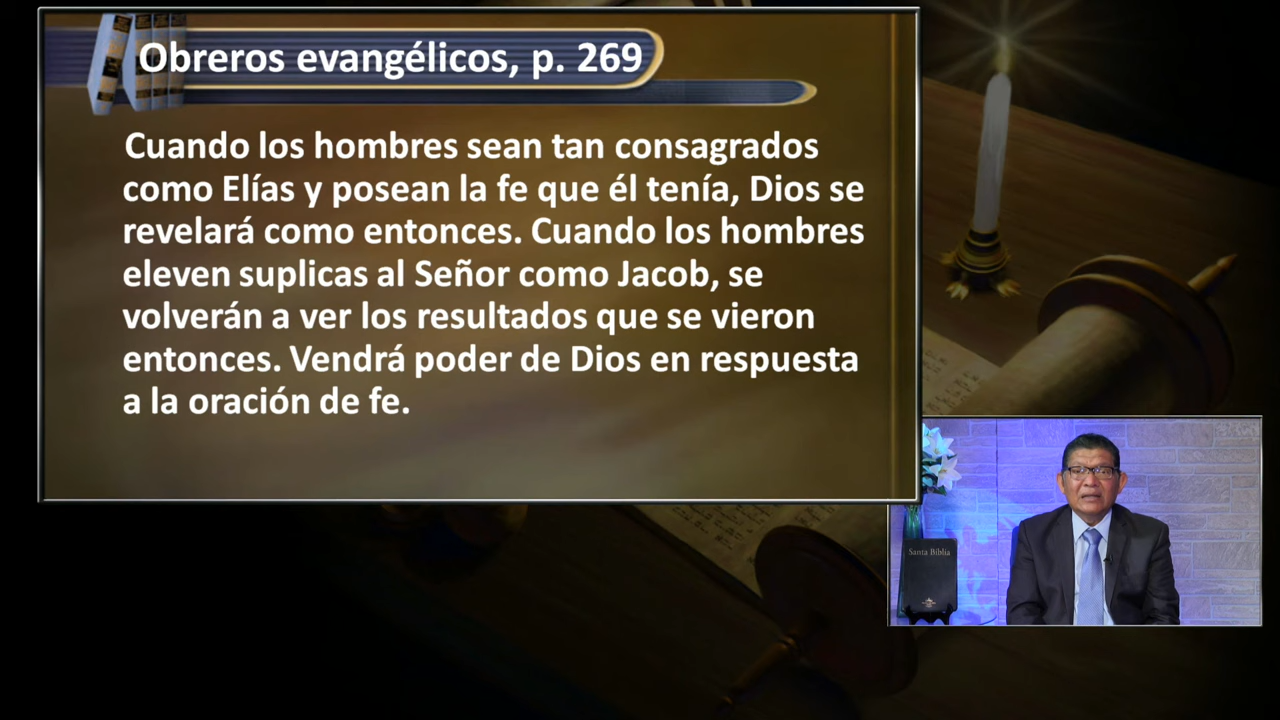 Obreros evangélicos, p. 269
Cuando los hombres sean tan consagrados
como Elías y posean la fe que él tenía, Dios se
revelará como entonces. Cuando los hombres
eleven suplicas al Señor como Jacob, se
volverán a ver los resultados que se vieron
entonces. Vendrá poder de Dios en respuesta
a la oración de fe.
Santa Biblia